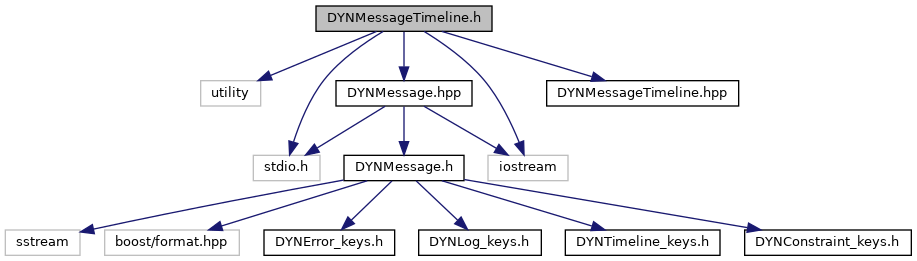 DYNMessageTimeline.h
utility
DYNMessage.hpp
DYNMessageTimeline.hpp
stdio.h
DYNMessage.h
iostream
sstream
boost/format.hpp
DYNError_keys.h
DYNLog_keys.h
DYNTimeline_keys.h
DYNConstraint_keys.h